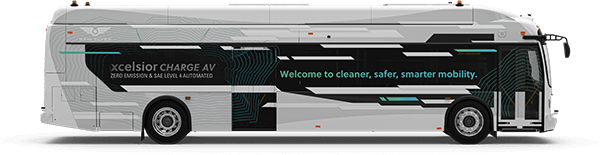 xcelsior CHARGE AV
ZERO EMISSION & SAE LEVEL 4 AUTOMATED
Welcome to cleaner, safer, smarter mobility.